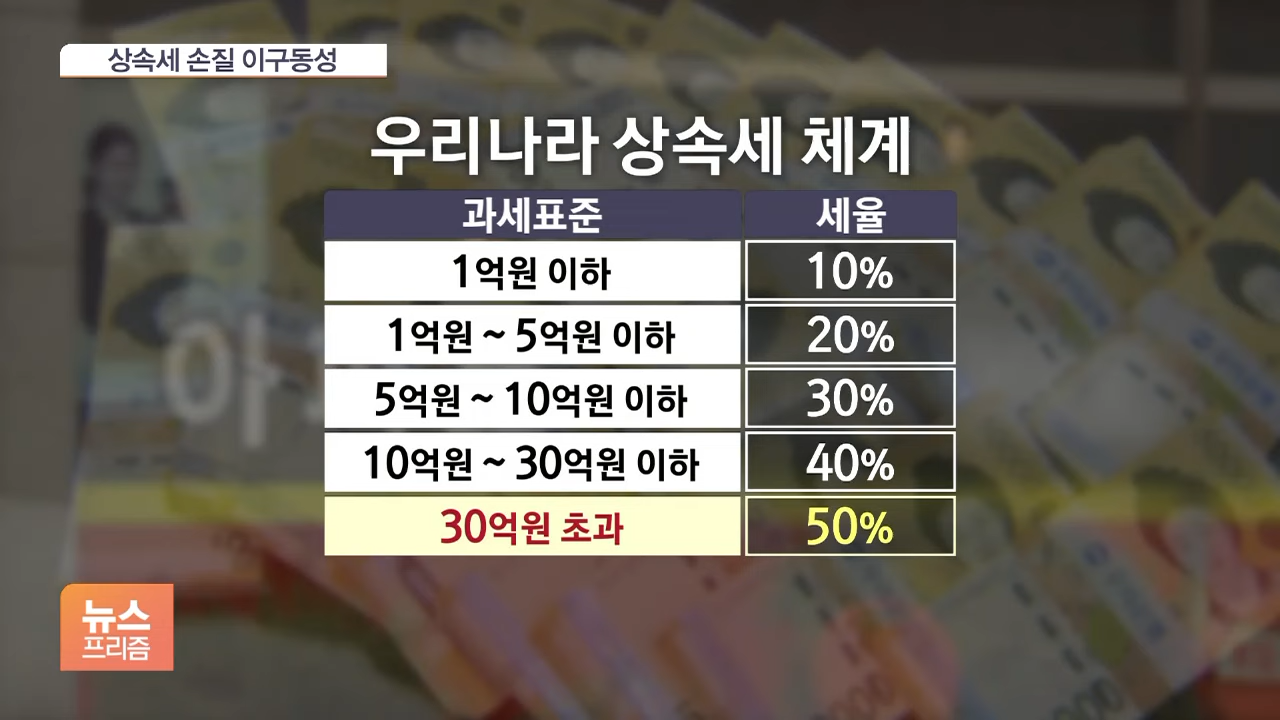 상속세 손질 이구동성
우리나라 상속세 체계
과세표준 세율
1억원 이하 10%
1억원 ~ 5억원 이하 20%
5억원 ~ 10억원 이하 30%
10억원 ~ 30억원 이하 40%
30억원 초과 50%
뉴스
프리즘